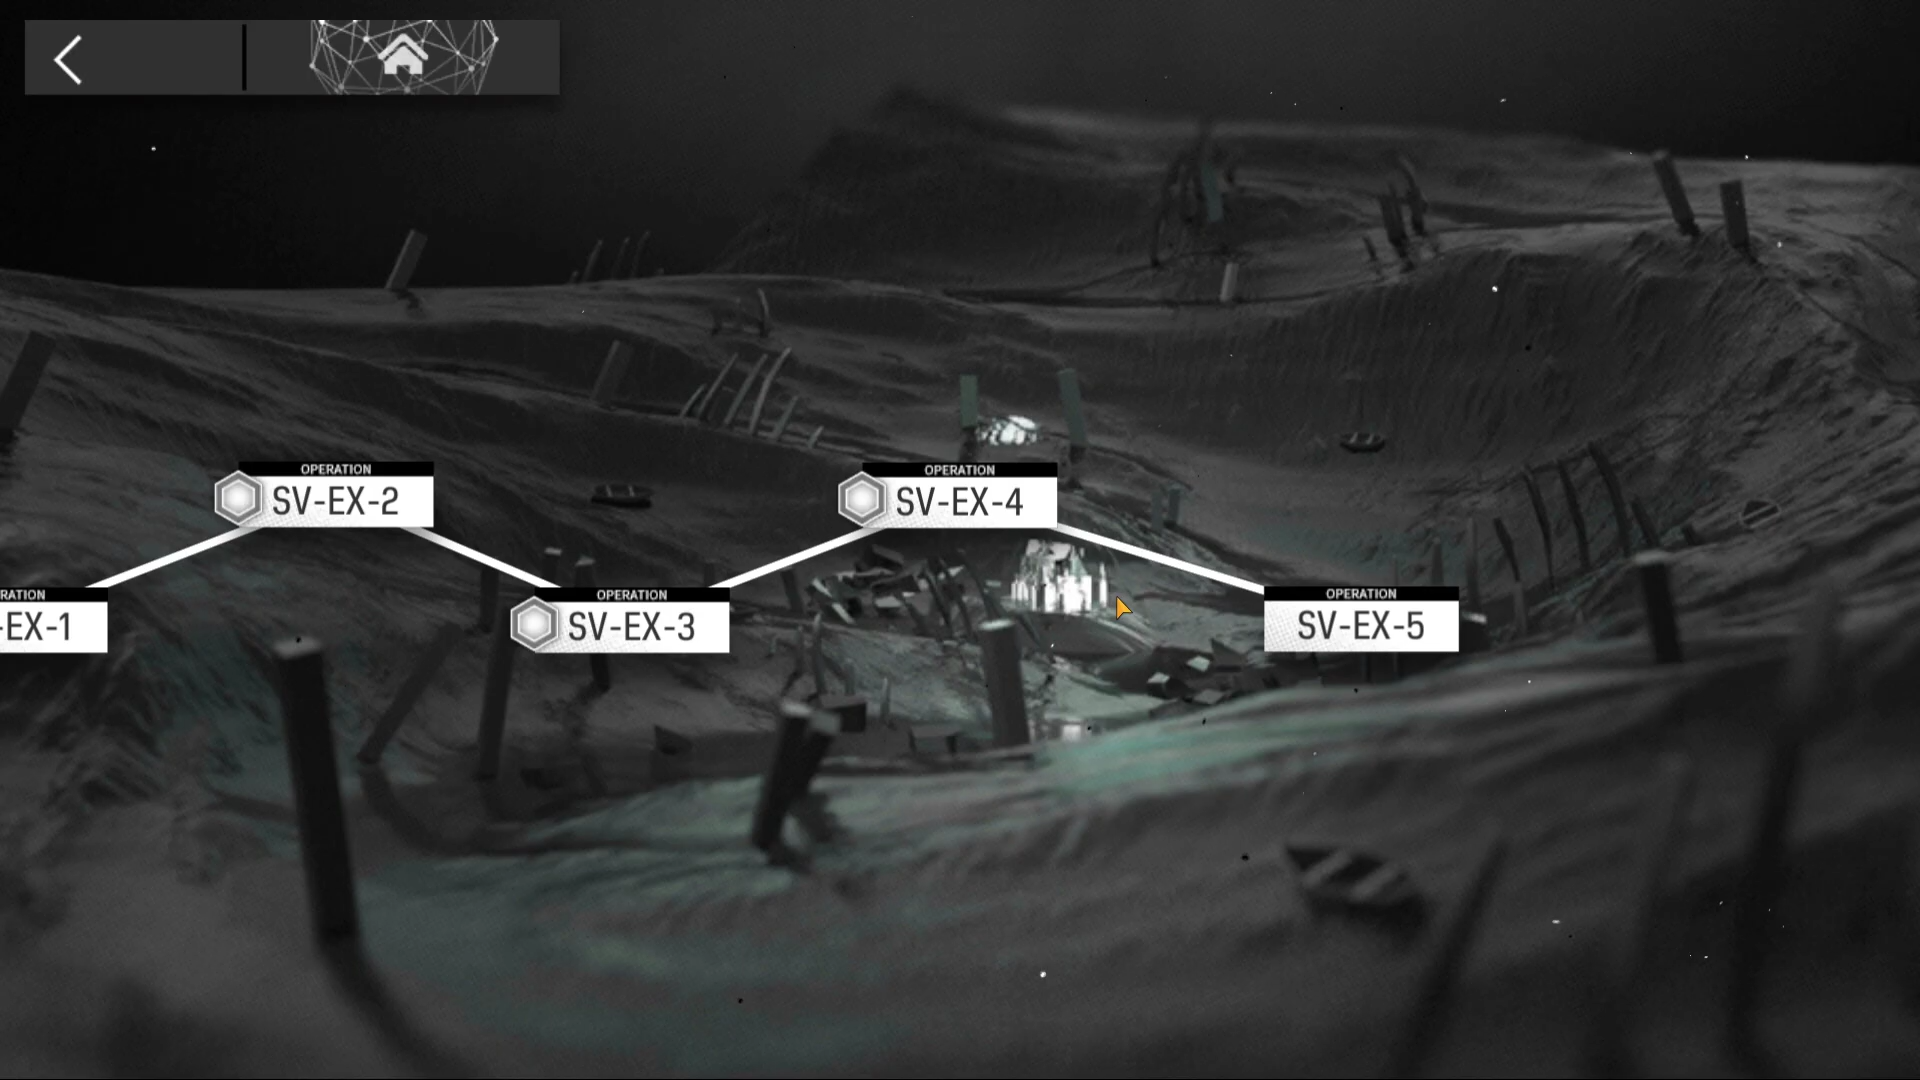 OPERATION
SV-EX-2
OPERATION
SV-EX-4
RATION
-EX-1
OPERATION
SV-EX-3
OPERATION
SV-EX-5